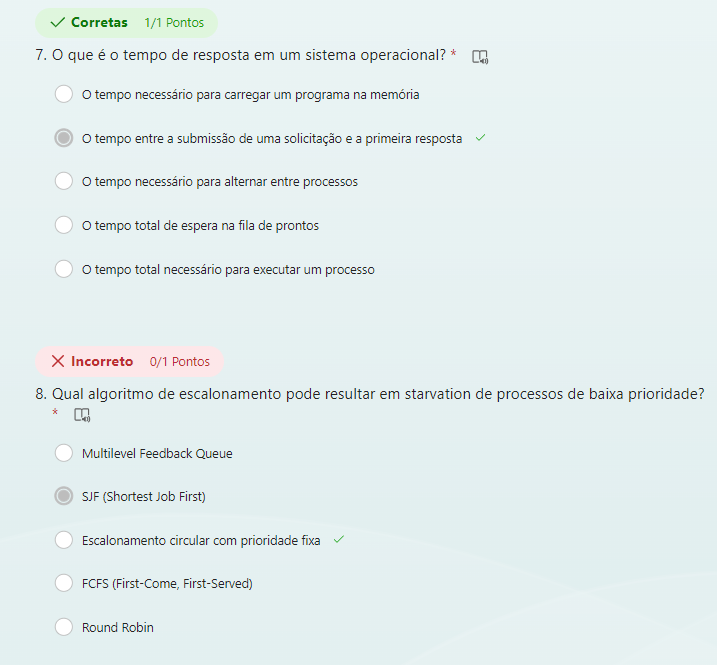 Corretas 1/1 Pontos
7. O que é o tempo de resposta em um sistema operacional? *
O tempo necessário para carregar um programa na memória
O tempo entre a submissão de uma solicitação e a primeira resposta
O tempo necessário para alternar entre processos
O tempo total de espera na fila de prontos
O tempo total necessário para executar um processo
Incorreto 0/1 Pontos
8. Qual algoritmo de escalonamento pode resultar em starvation de processos de baixa prioridade?
*
Multilevel Feedback Queue
SJF (Shortest Job First)
Escalonamento circular com prioridade fixa
FCFS (First-Come, First-Served)
Round Robin